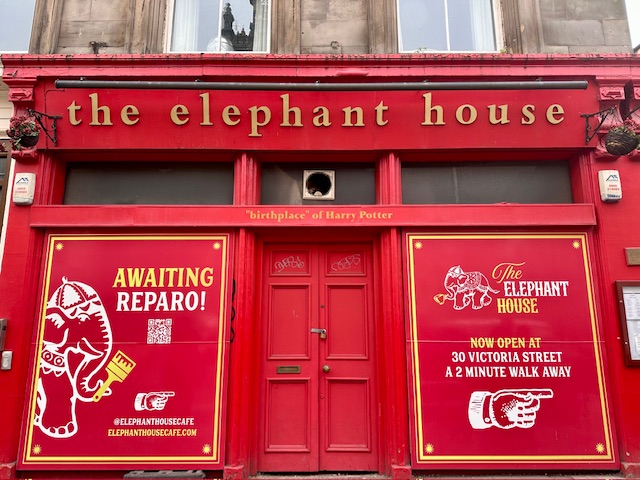 the elephant house
"birthplace" of Harry Potter
AWAITING
REPARO!
@ELEPHANTHOUSECAFE
ELEPHANTHOUSECAFE.COM
The
ELEPHANT
HOUSE
NOW OPEN AT
30 VICTORIA STREET
A 2 MINUTE WALK AWAY